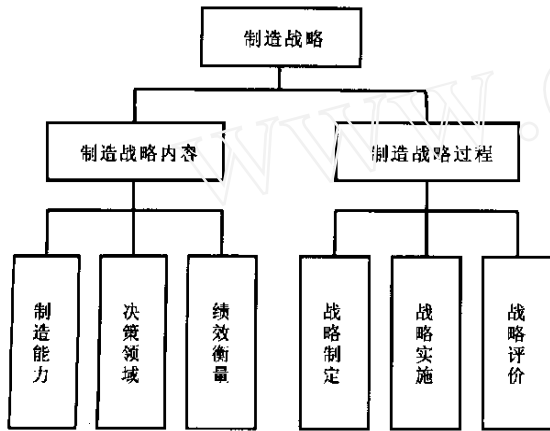 制造战略
制造战略内容
制造战略过程
制造能力
决策领域
绩效衡量
战略制定
战略实施
战略评价
www.